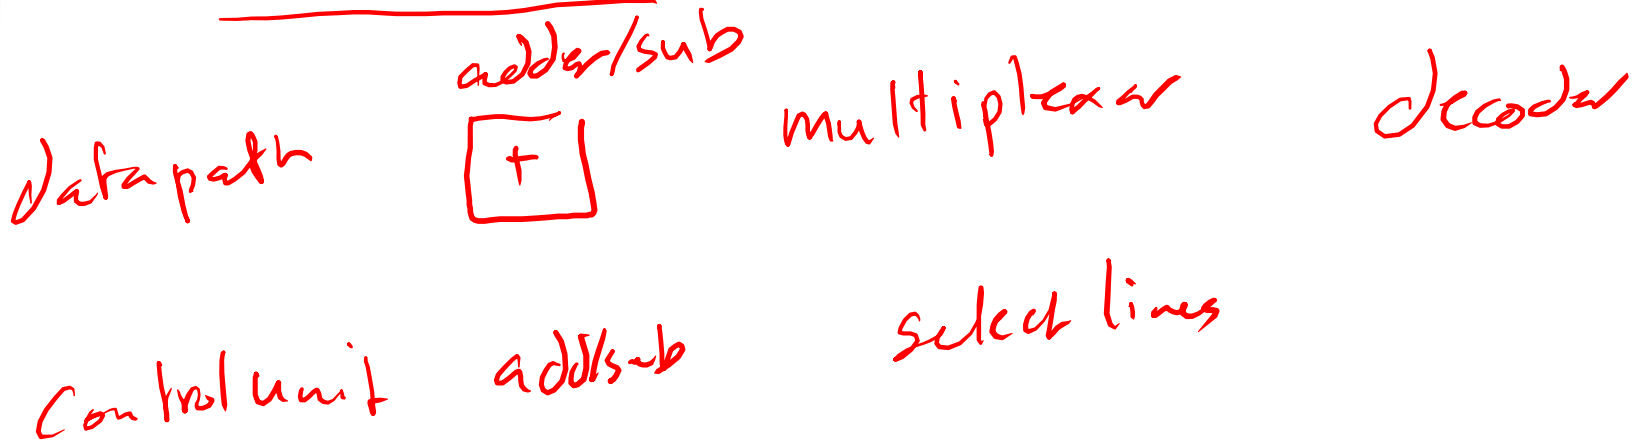 adder/sub
datapath + multiplexer decoder
control unit add/sub select lines